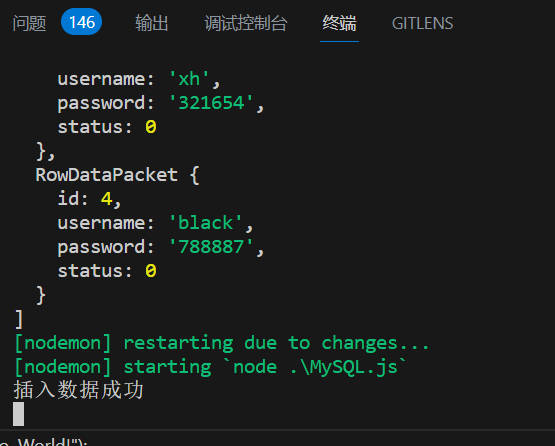 问题 146 输出 调试控制台 终端 GITLENS
username: 'xh',
password: '321654',
status: 0
},
RowDataPacket {
id: 4,
username: 'black',
password: '788887',
status: 0
}
]
[nodemon] restarting due to changes...
[nodemon] starting `node .\MySQL.js`
插入数据成功
World!");